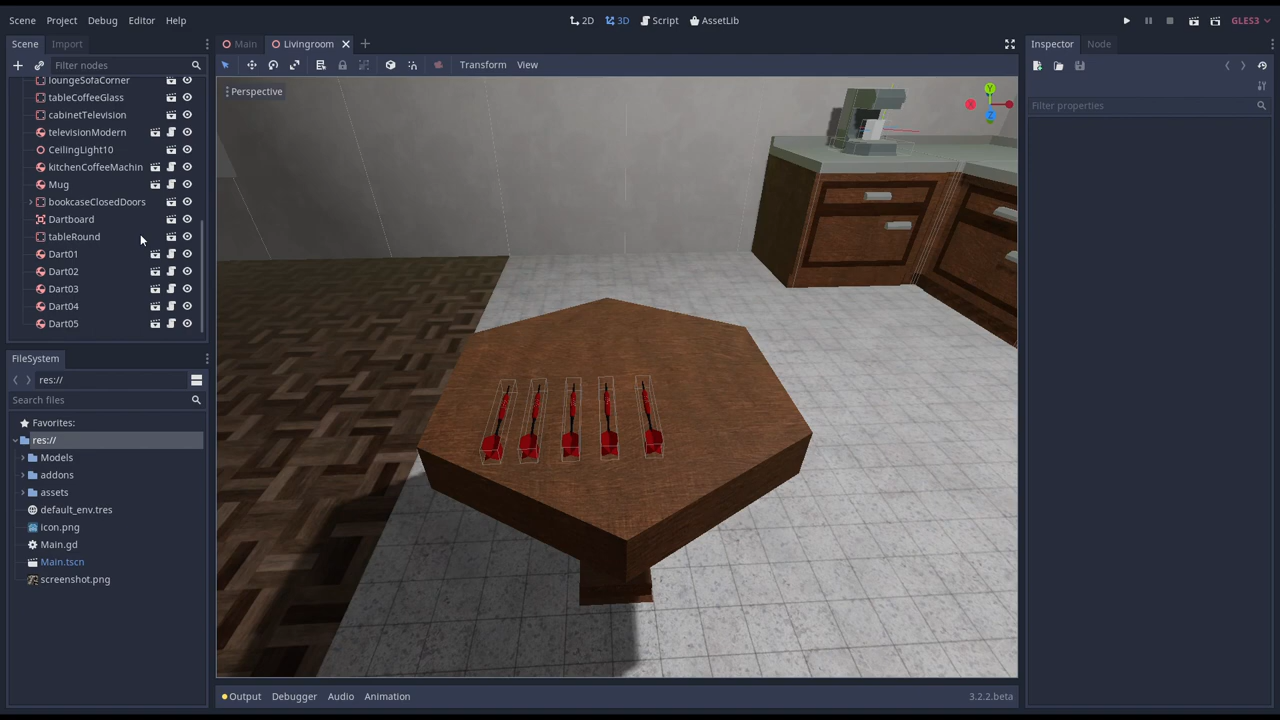 Scene Project Debug Editor Help
2D 3D Script AssetLib
GLES3
Scene Import
Main Livingroom
Inspector Node
Filter nodes
Transform View
Perspective
Y
X
Z
Filter properties
loungeSofaCorner
tableCoffeeGlass
cabinetTelevision
televisionModern
CeilingLight10
kitchenCoffeeMachin
Mug
bookcaseClosedDoors
Dartboard
tableRound
Dart01
Dart02
Dart03
Dart04
Dart05
FileSystem
res://
Search files
Favorites:
res://
Models
addons
assets
default_env.tres
icon.png
Main.gd
Main.tscn
screenshot.png
Output Debugger Audio Animation
3.2.2.beta